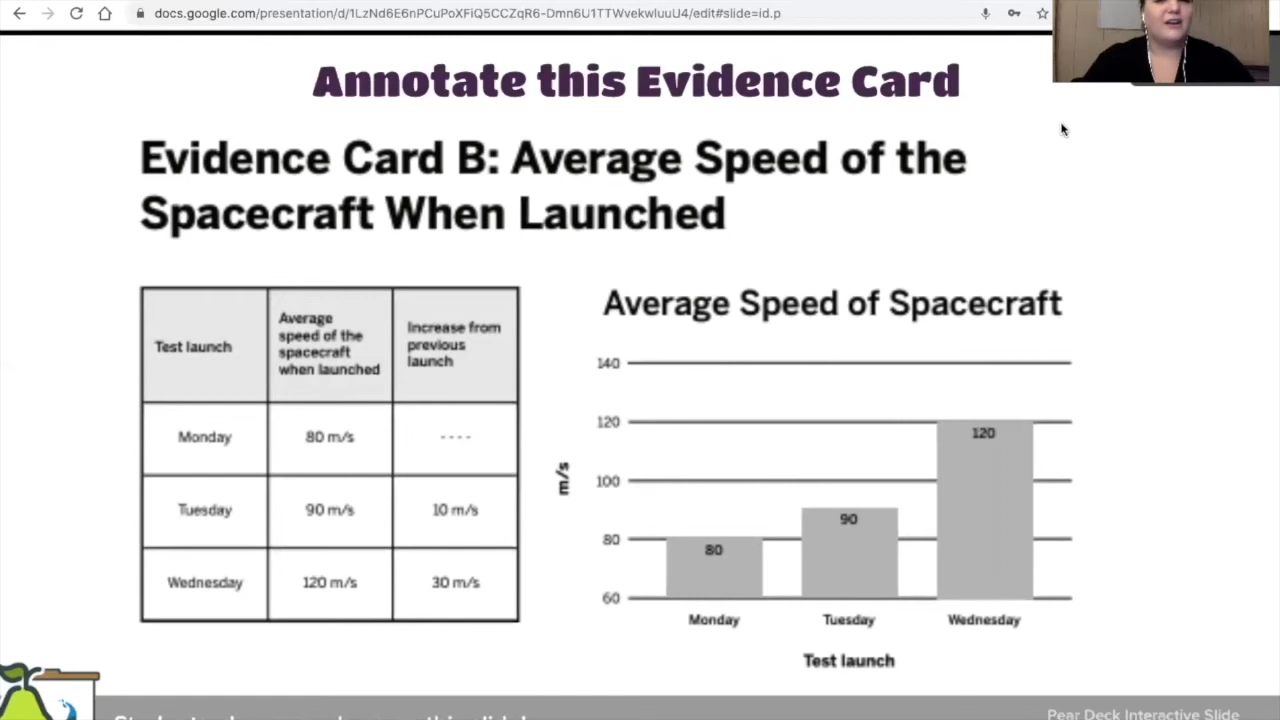 docs.google.com/presentation/d/1LzNd6E6nPCuPoXFiQ5CCZqR6-Dmn6U1TTWvekwluuU4/edit#slide=id.p
Annotate this Evidence Card
Evidence Card B: Average Speed of the
Spacecraft When Launched
Test launch
Average
speed of the
spacecraft
when launched
Increase from
previous
launch
Monday
80 m/s
----
Tuesday
90 m/s
10 m/s
Wednesday
120 m/s
30 m/s
Average Speed of Spacecraft
140
120
100
80
60
m/s
80
90
120
Monday
Tuesday
Wednesday
Test launch
Pear Deck Interactive Slide